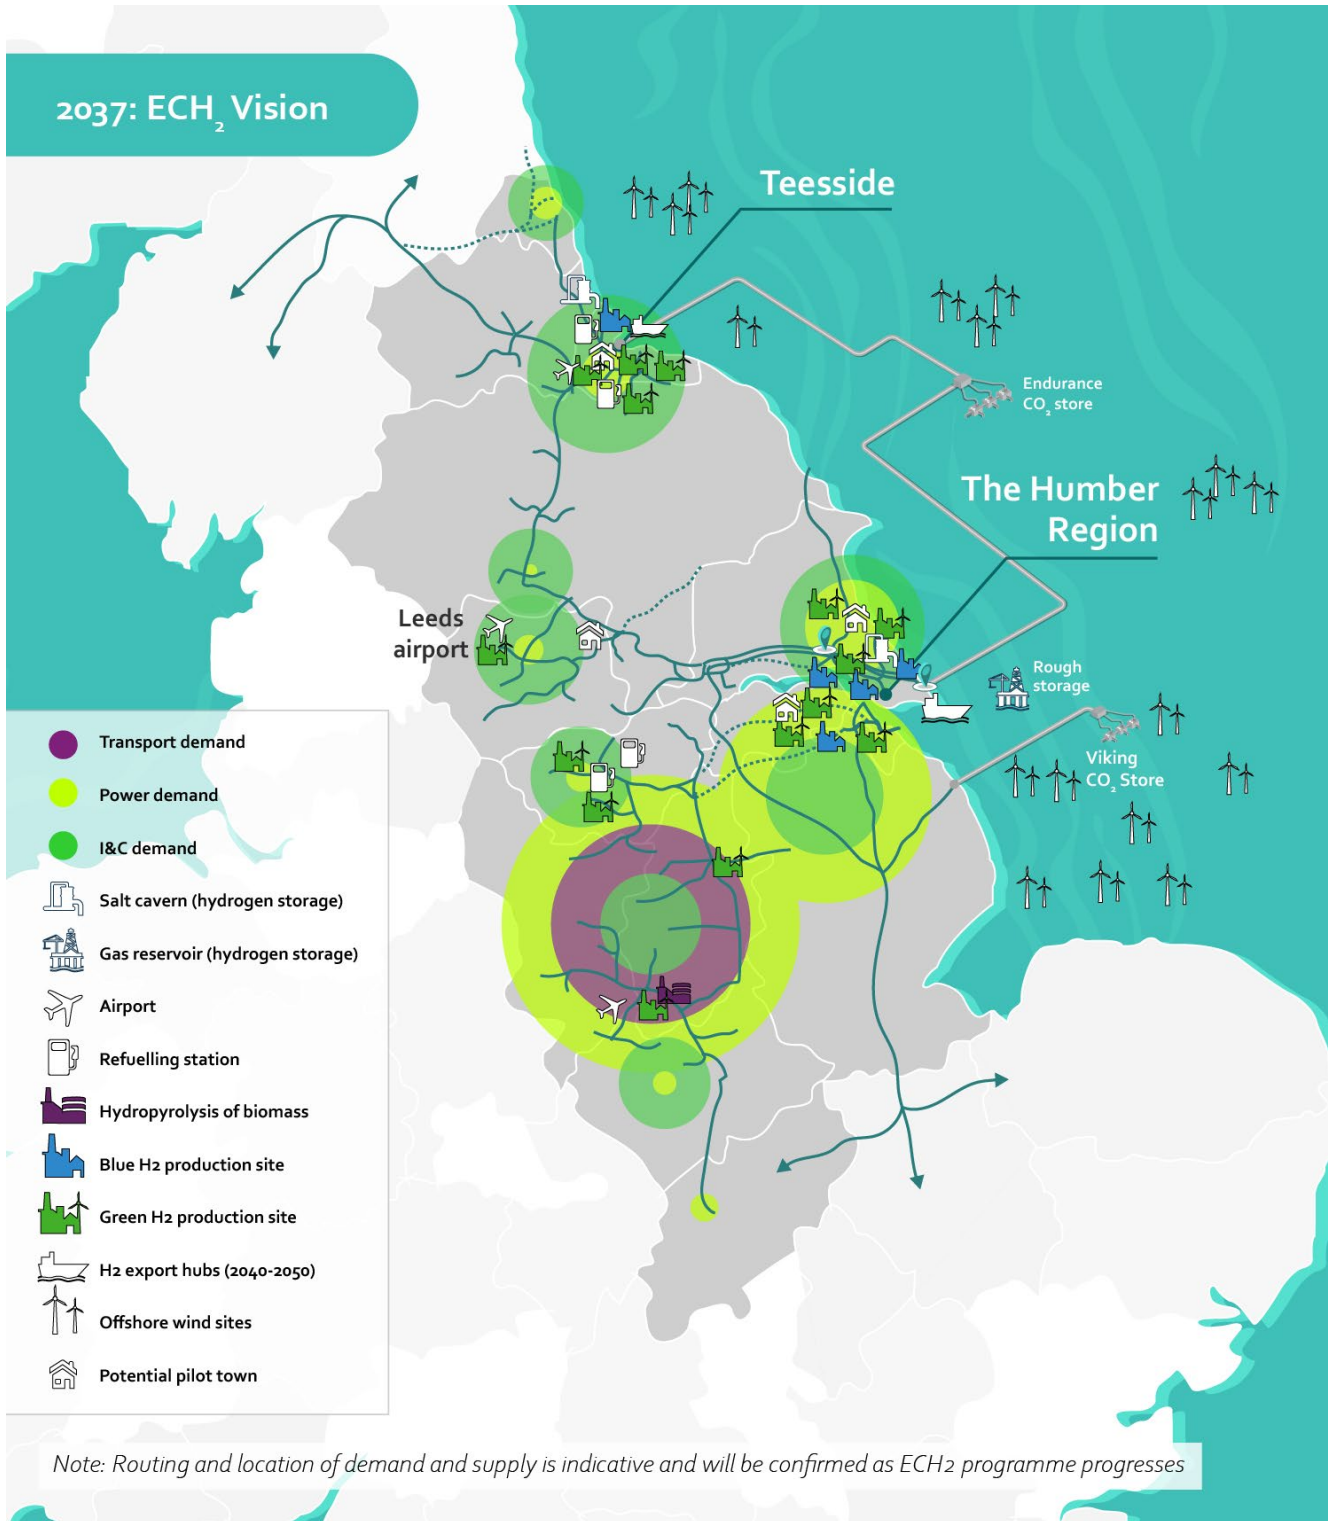 2037: ECH₂ Vision
Teesside
Endurance
CO₂ store
The Humber
Region
Leeds
airport
Rough
storage
Viking
CO₂ Store
Transport demand
Power demand
I&C demand
Salt cavern (hydrogen storage)
Gas reservoir (hydrogen storage)
Airport
Refuelling station
Hydropyrolysis of biomass
Blue H2 production site
Green H2 production site
H2 export hubs (2040-2050)
Offshore wind sites
Potential pilot town
Note: Routing and location of demand and supply is indicative and will be confirmed as ECH2 programme progresses